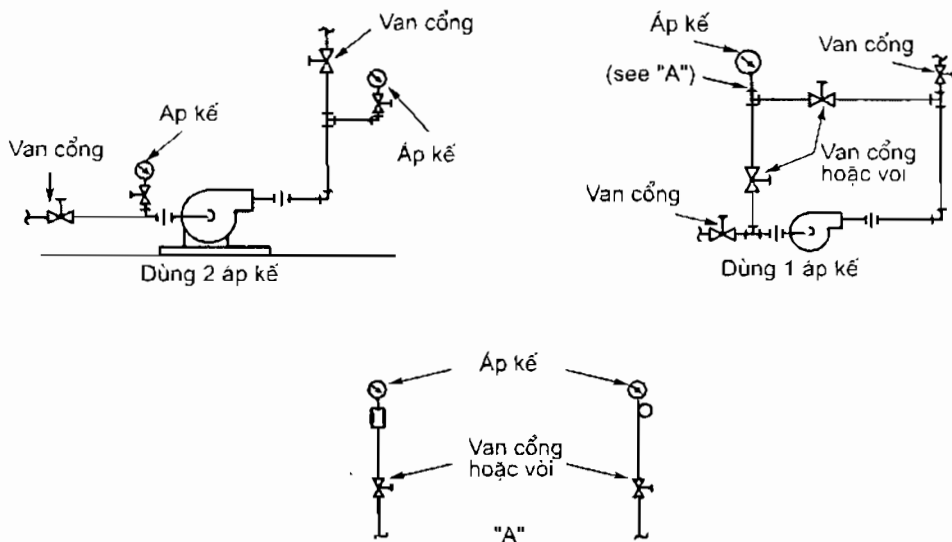 Van cổng
Áp kế
Áp kế
Van cổng
Dùng 2 áp kế
Áp kế
Van cổng
(see "A")
Van cổng
hoặc vòi
Van cổng
Dùng 1 áp kế
Áp kế
Van cổng
hoặc vòi
"A"